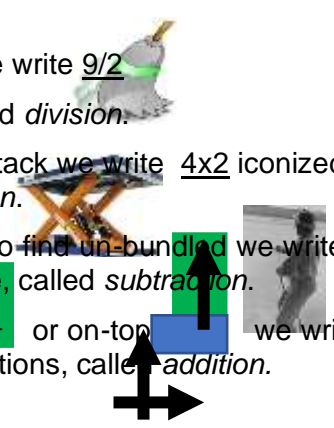 e write 9/2
d division.
tack we write 4x2 iconized
n.
o find un-bundled we write
e, called subtraction.
or on-top we wri
tions, called addition.